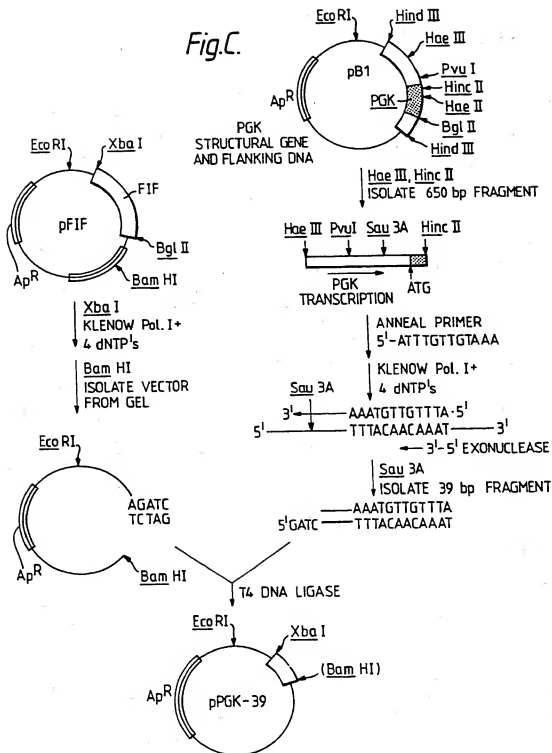 Fig.C.
EcoRI
Hind III
Hae III
pB1
Pvu I
Hinc II
PGK
Hae II
Bgl II
Hind III
ApR
PGK
STRUCTURAL GENE
AND FLANKING DNA
Hae III, Hinc II
ISOLATE 650 bp FRAGMENT
Hae III PvuI Sau 3A Hinc II
PGK
TRANSCRIPTION
ATG
ANNEAL PRIMER
5'-ATTTGTTGTAAA
KLENOW Pol. I+
4 dNTP's
Sau 3A
3' AAATGTTGTTTA-5'
5' TTTACAACAAAT 3'
3'-5' EXONUCLEASE
Sau 3A
ISOLATE 39 bp FRAGMENT
AAATGTTGTTTA
5'GATC TTTACAACAAAT
EcoRI
Xba I
FIF
pFIF
Bgl II
ApR
Bam HI
Xba I
KLENOW Pol. I+
4 dNTP's
Bam HI
ISOLATE VECTOR
FROM GEL
EcoRI
AGATC
TCTAG
ApR
Bam HI
T4 DNA LIGASE
EcoRI
Xba I
(Bam HI)
ApR
pPGK-39